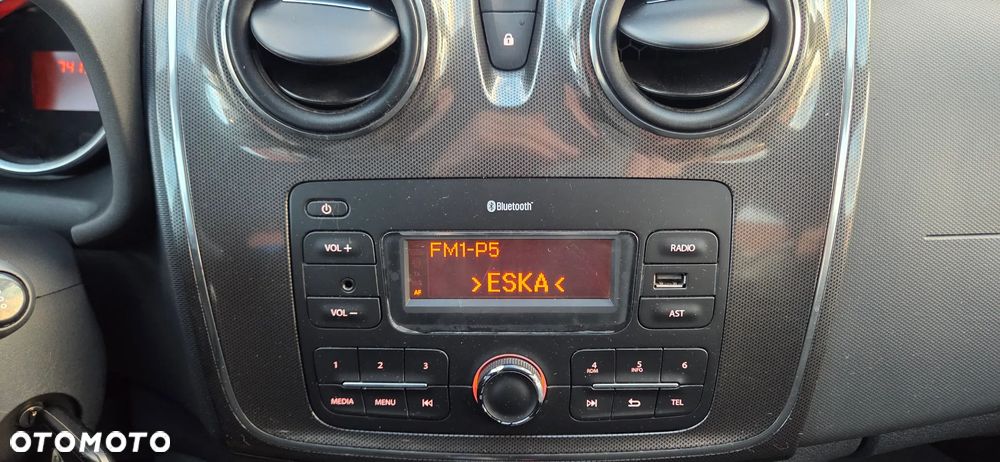 Bluetooth
VOL +
FM1-P5
RADIO
>ESKA<
AF
VOL −
AST
1 2 3
4 RDM 5 INFO 6
MEDIA MENU
TEL
OTOMOTO